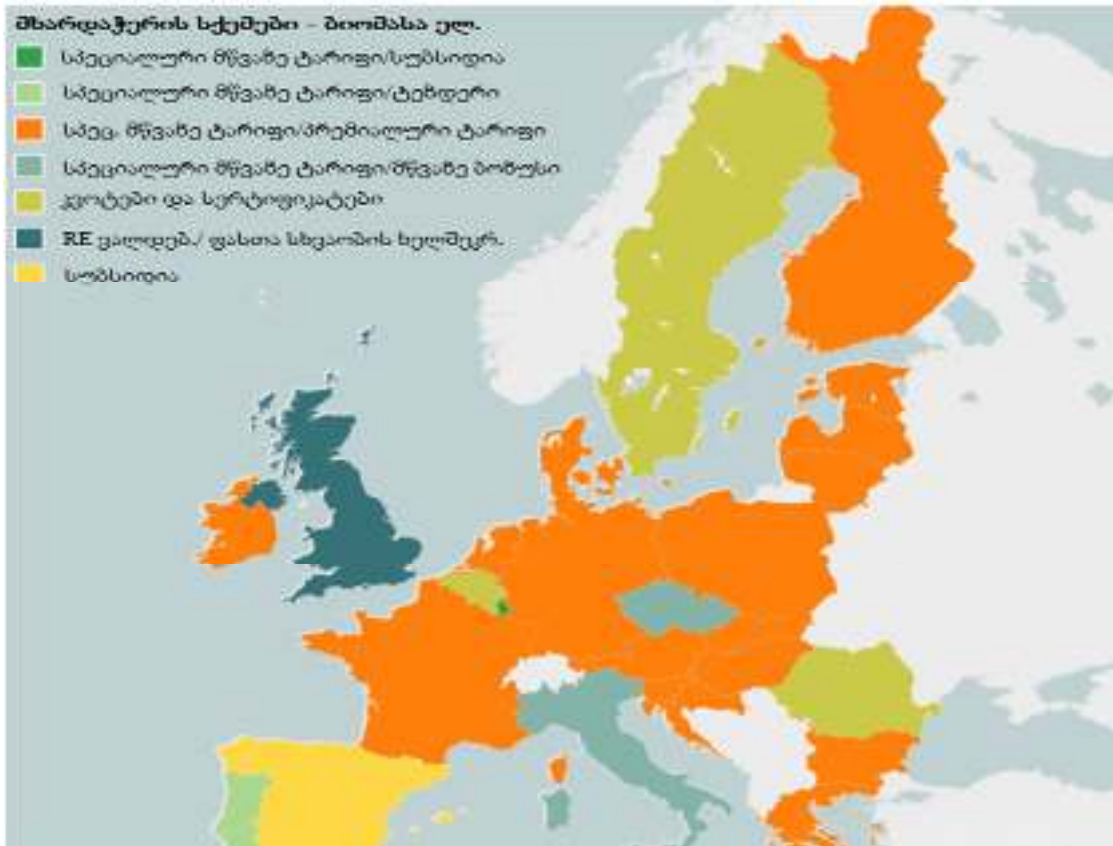 მხარდაჭერის სქემები – ბიომასა ელ.
სპეციალური მწვანე ტარიფი/სუბსიდია
სპეციალური მწვანე ტარიფი/ტენდერი
სპეც. მწვანე ტარიფი/პრემიალური ტარიფი
სპეციალური მწვანე ტარიფი/მწვანე ბონუსი
კვოტები და სერტიფიკატები
RE ვალდებ./ ფასთა სხვაობის ხელშეკრ.
სუბსიდია